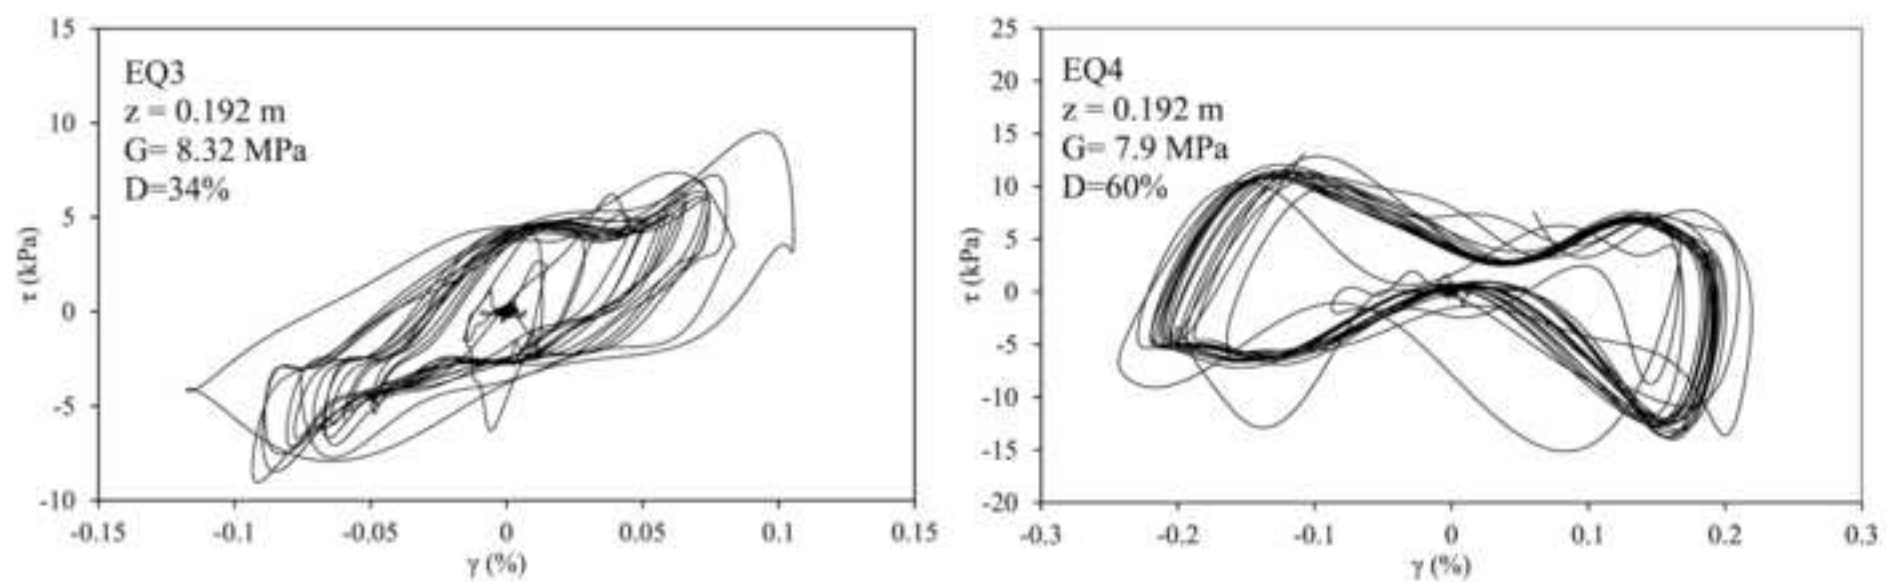 15
EQ3
z = 0.192 m
G= 8.32 MPa
D=34%
10
5
0
-5
-10
τ (kPa)
-0.15 -0.1 -0.05 0 0.05 0.1 0.15
γ (%)
25
EQ4
z = 0.192 m
G= 7.9 MPa
D=60%
20
15
10
5
0
-5
-10
-15
-20
τ (kPa)
-0.3 -0.2 -0.1 0 0.1 0.2 0.3
γ (%)